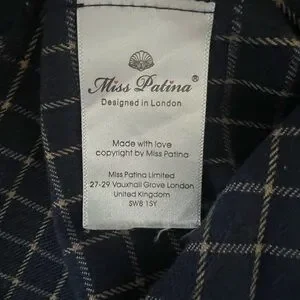 Miss Patina®
Designed in London
Made with love
copyright by Miss Patina
Miss Patina Limited
27-29 Vauxhall Grove London
United Kingdom
SW8 1SY